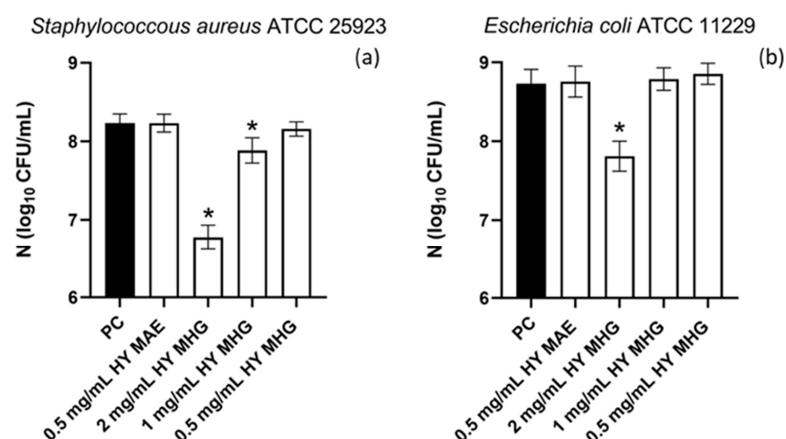 Staphylococcous aureus ATCC 25923
(a)
N (log10 CFU/mL)
9
8
7
6
*
*
PC
0.5 mg/mL HY MAE
2 mg/mL HY MHG
1 mg/mL HY MHG
0.5 mg/mL HY MHG
Escherichia coli ATCC 11229
(b)
N (log10 CFU/mL)
9
8
7
6
*
PC
0.5 mg/mL HY MAE
2 mg/mL HY MHG
1 mg/mL HY MHG
0.5 mg/mL HY MHG